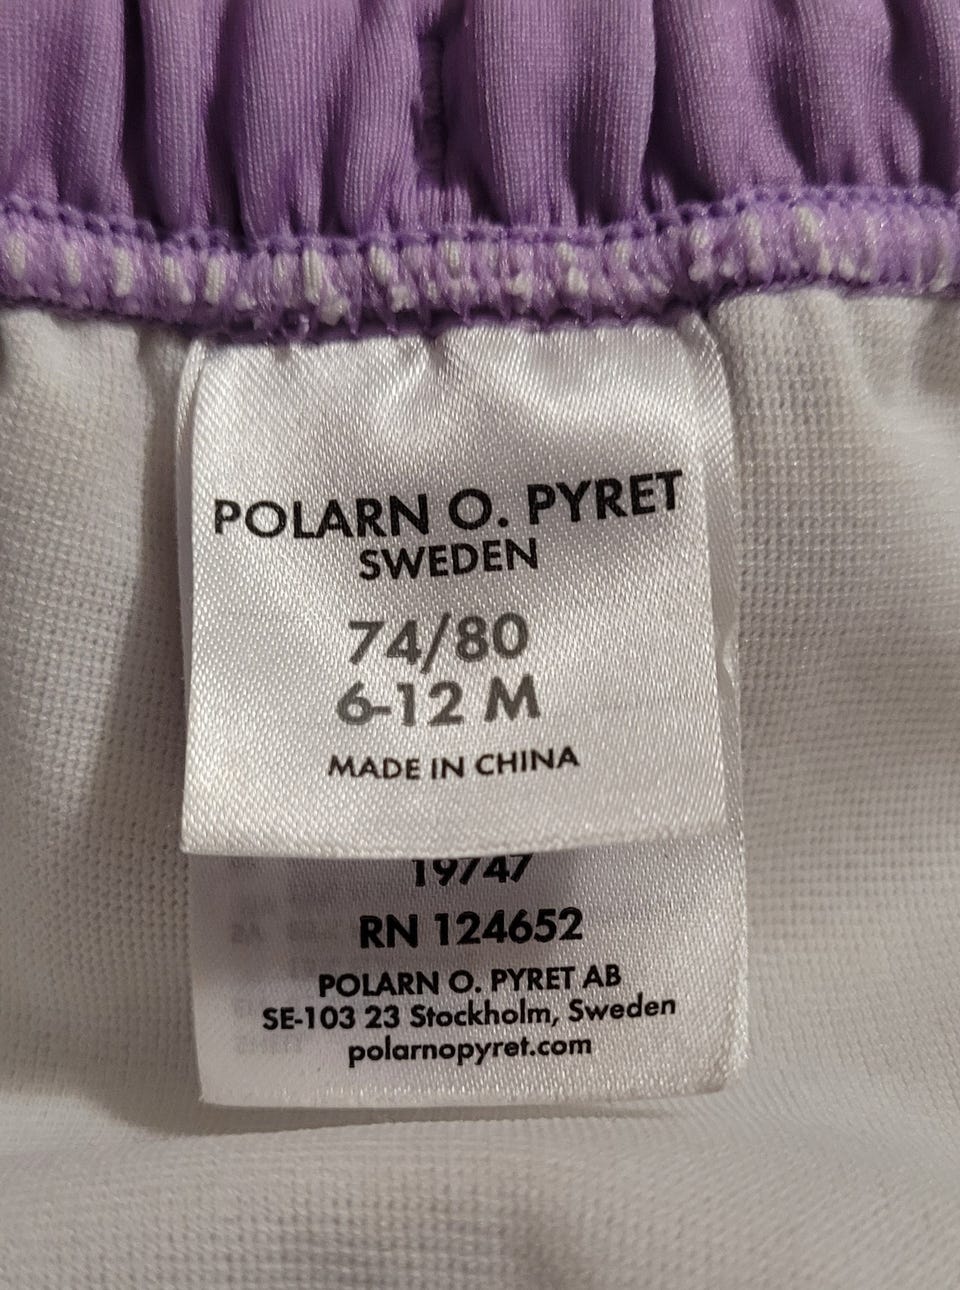 POLARN O. PYRET
SWEDEN
74/80
6-12 M
MADE IN CHINA
19747
RN 124652
POLARN O. PYRET AB
SE-103 23 Stockholm, Sweden
polarnopyret.com